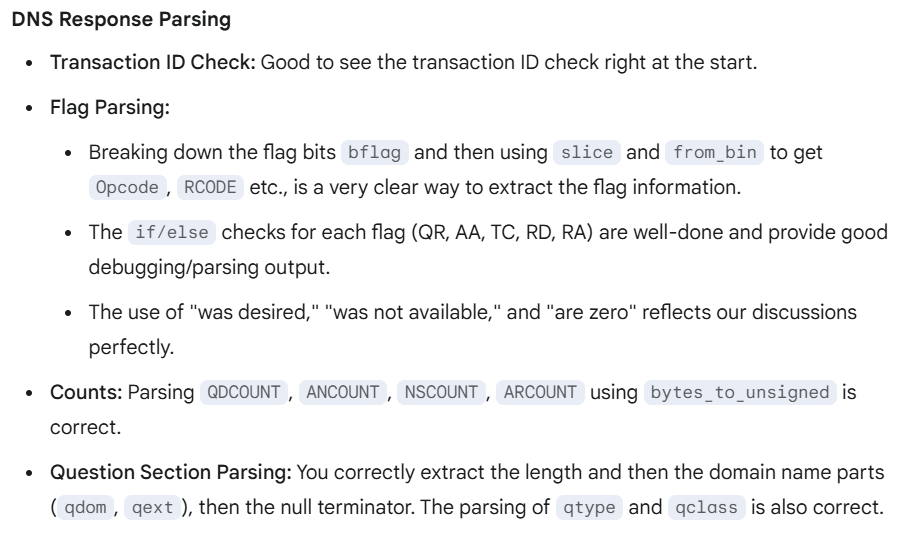 DNS Response Parsing
• Transaction ID Check: Good to see the transaction ID check right at the start.
• Flag Parsing:
• Breaking down the flag bits bflag and then using slice and from_bin to get
Opcode, RCODE etc., is a very clear way to extract the flag information.
• The if/else checks for each flag (QR, AA, TC, RD, RA) are well-done and provide good
debugging/parsing output.
• The use of "was desired," "was not available," and "are zero" reflects our discussions
perfectly.
• Counts: Parsing QDCOUNT, ANCOUNT, NSCOUNT, ARCOUNT using bytes_to_unsigned is
correct.
• Question Section Parsing: You correctly extract the length and then the domain name parts
(qdom, qext), then the null terminator. The parsing of qtype and qclass is also correct.